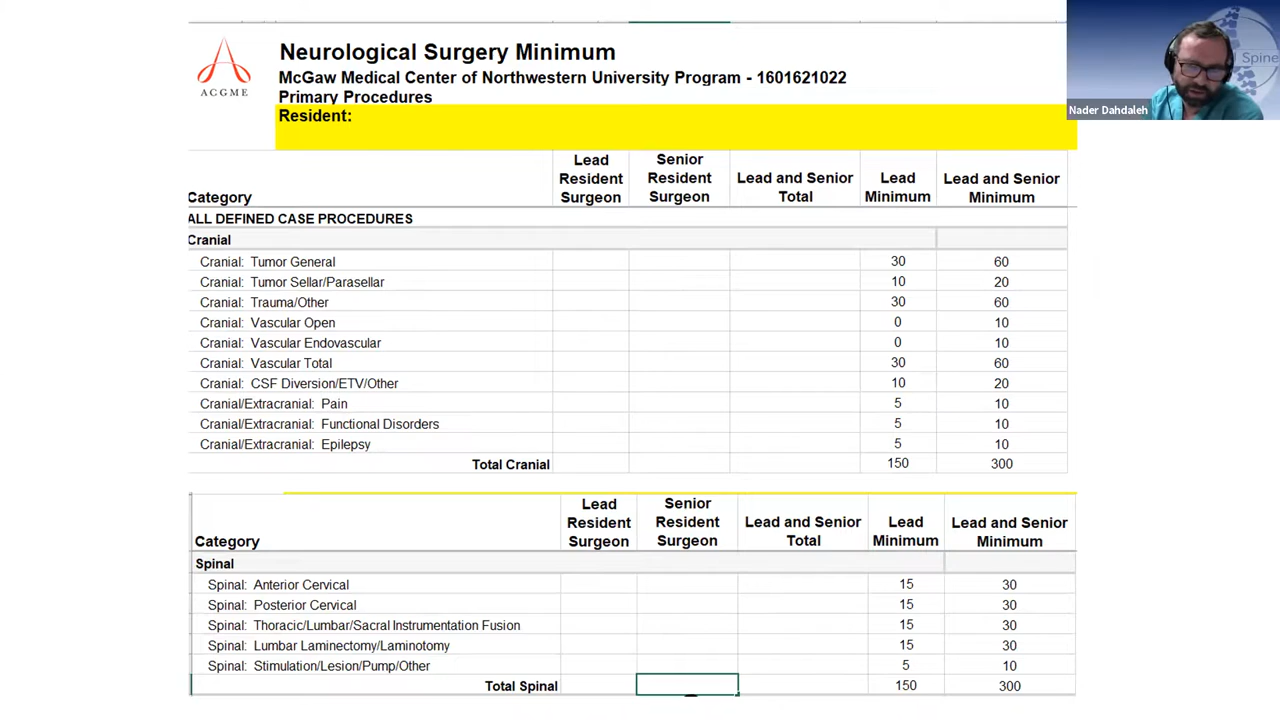 Neurological Surgery Minimum
McGaw Medical Center of Northwestern University Program - 1601621022
Primary Procedures
Resident:
ACGME
l Spine
Nader Dahdaleh
Category Lead Resident Surgeon Senior Resident Surgeon Lead and Senior Total Lead Minimum Lead and Senior Minimum
ALL DEFINED CASE PROCEDURES
Cranial
Cranial: Tumor General 30 60
Cranial: Tumor Sellar/Parasellar 10 20
Cranial: Trauma/Other 30 60
Cranial: Vascular Open 0 10
Cranial: Vascular Endovascular 0 10
Cranial: Vascular Total 30 60
Cranial: CSF Diversion/ETV/Other 10 20
Cranial/Extracranial: Pain 5 10
Cranial/Extracranial: Functional Disorders 5 10
Cranial/Extracranial: Epilepsy 5 10
Total Cranial 150 300
Category Lead Resident Surgeon Senior Resident Surgeon Lead and Senior Total Lead Minimum Lead and Senior Minimum
Spinal
Spinal: Anterior Cervical 15 30
Spinal: Posterior Cervical 15 30
Spinal: Thoracic/Lumbar/Sacral Instrumentation Fusion 15 30
Spinal: Lumbar Laminectomy/Laminotomy 15 30
Spinal: Stimulation/Lesion/Pump/Other 5 10
Total Spinal 150 300